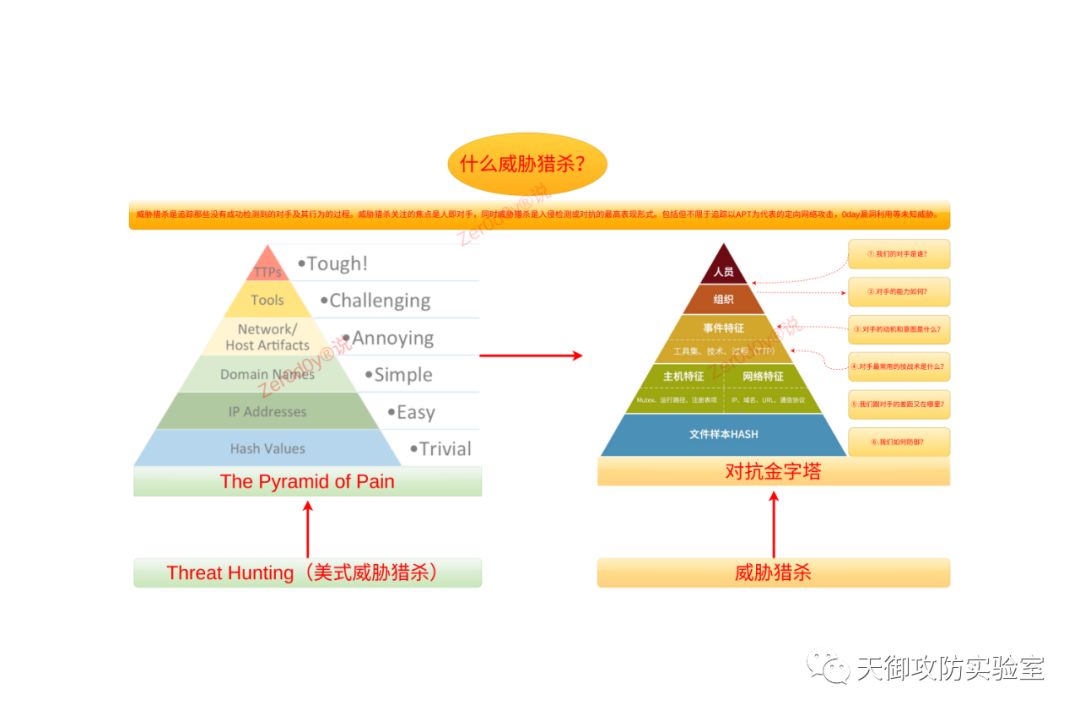 什么威胁猎杀?
威胁猎杀是追踪那些没有成功检测到的对手及其行为的过程。威胁猎杀关注的焦点是人即对手，同时威胁猎杀是入侵检测或对抗的最高表现形式。包括但不限于追踪以APT为代表的定向网络攻击，0day漏洞利用等未知威胁。
Zer0d0y®说
TTPs
•Tough!
Tools
•Challenging
Network/
Host Artifacts
•Annoying
Domain Names
•Simple
IP Addresses
•Easy
Hash Values
•Trivial
Zer0d0y®说
The Pyramid of Pain
Threat Hunting（美式威胁猎杀）
人员
组织
事件特征
工具集、技术、过程（TTP）
主机特征
网络特征
Mutex、运行路径、注册表项
IP、域名、URL、通信协议
文件样本HASH
Zer0d0y®说
①.我们的对手是谁?
②.对手的能力如何?
③.对手的动机和意图是什么?
④.对手最常用的技战术是什么?
⑤.我们跟对手的差距又在哪里?
⑥.我们如何防御?
对抗金字塔
威胁猎杀
天御攻防实验室